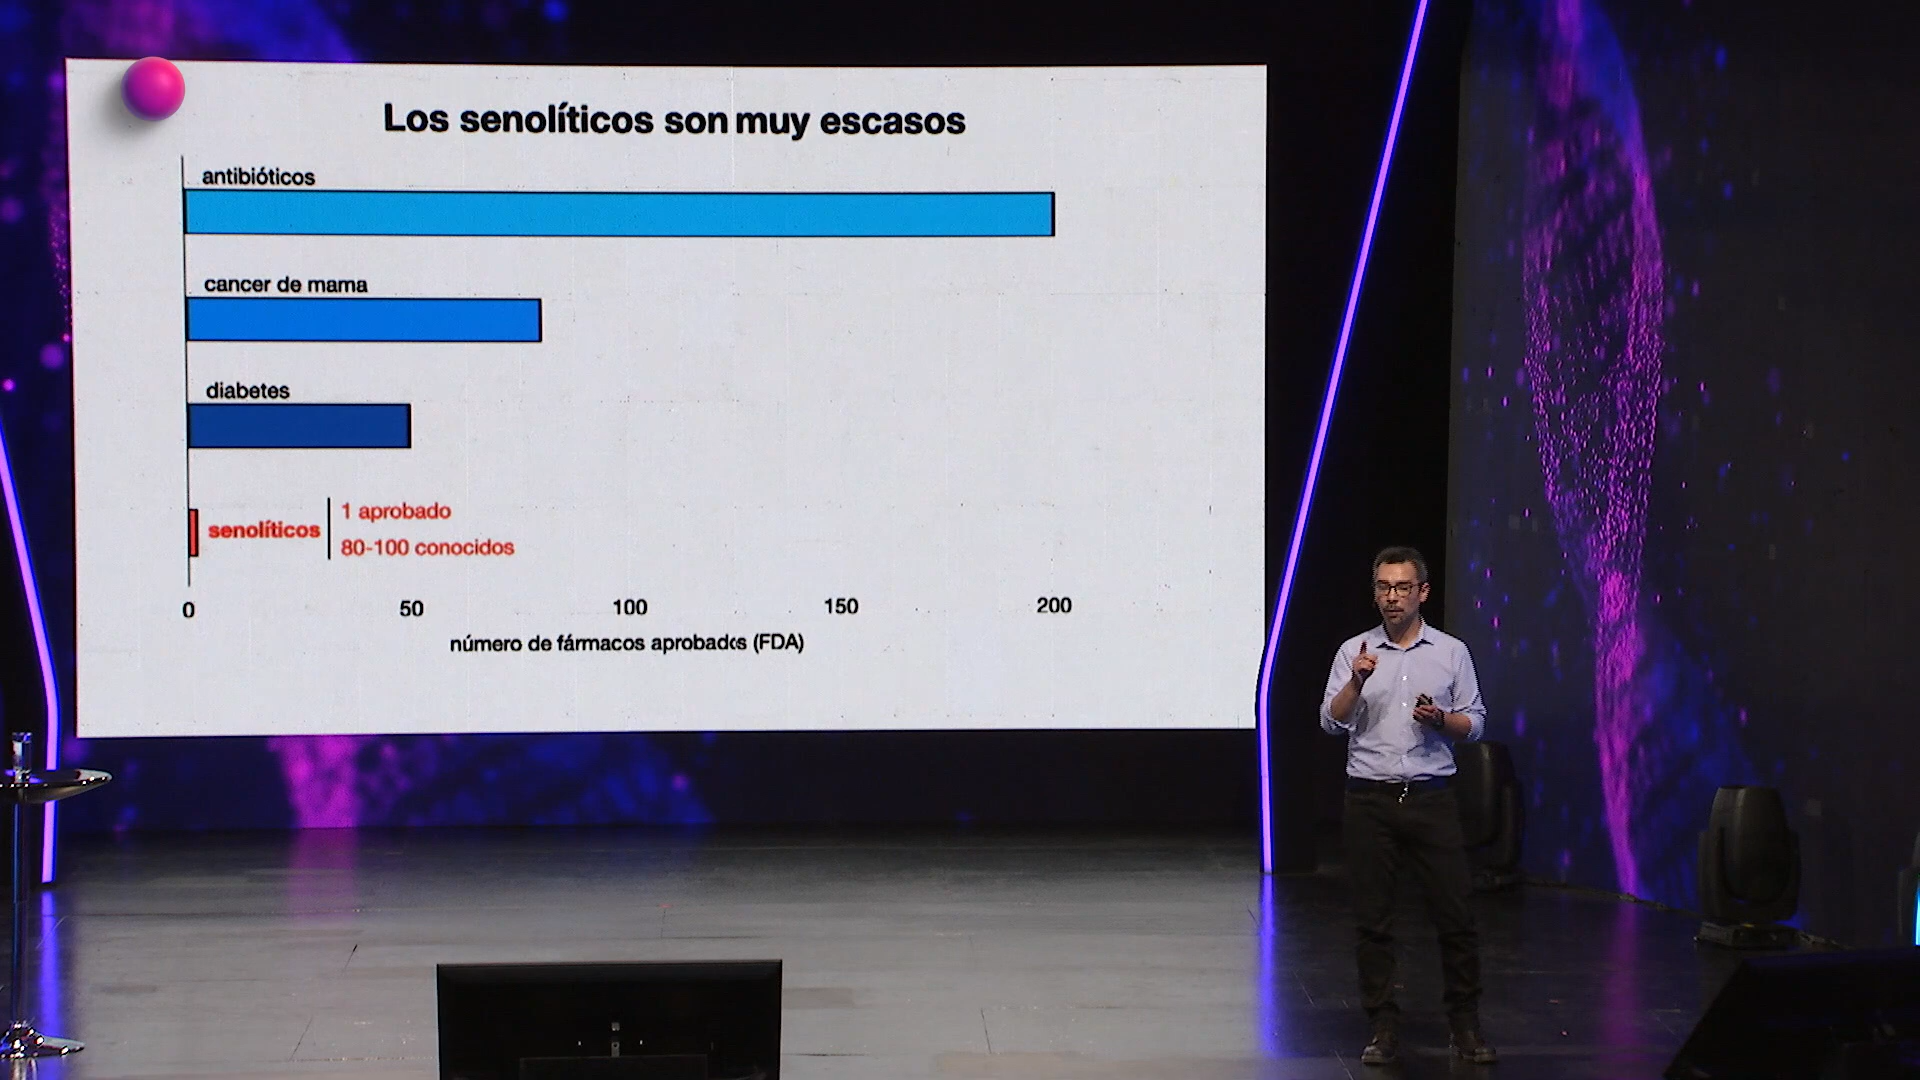 Los senolíticos son muy escasos
antibióticos
cancer de mama
diabetes
senolíticos
1 aprobado
80-100 conocidos
0 50 100 150 200
número de fármacos aprobados (FDA)